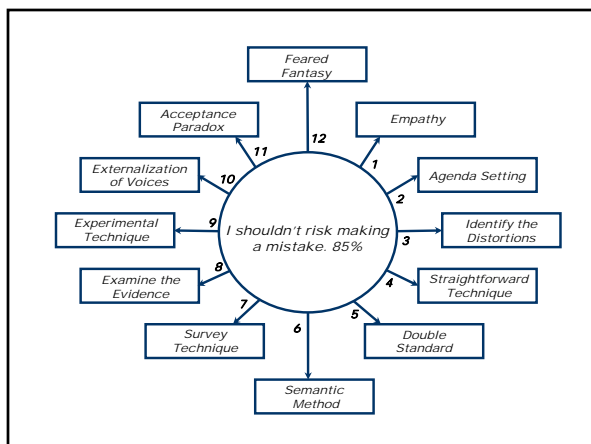 Feared
Fantasy
Acceptance
Paradox
Empathy
11
12
1
Externalization
of Voices
10
2
Agenda Setting
Experimental
Technique
9
I shouldn't risk making
a mistake. 85%
3
Identify the
Distortions
Examine the
Evidence
8
4
Straightforward
Technique
7
6
5
Survey
Technique
Double
Standard
Semantic
Method